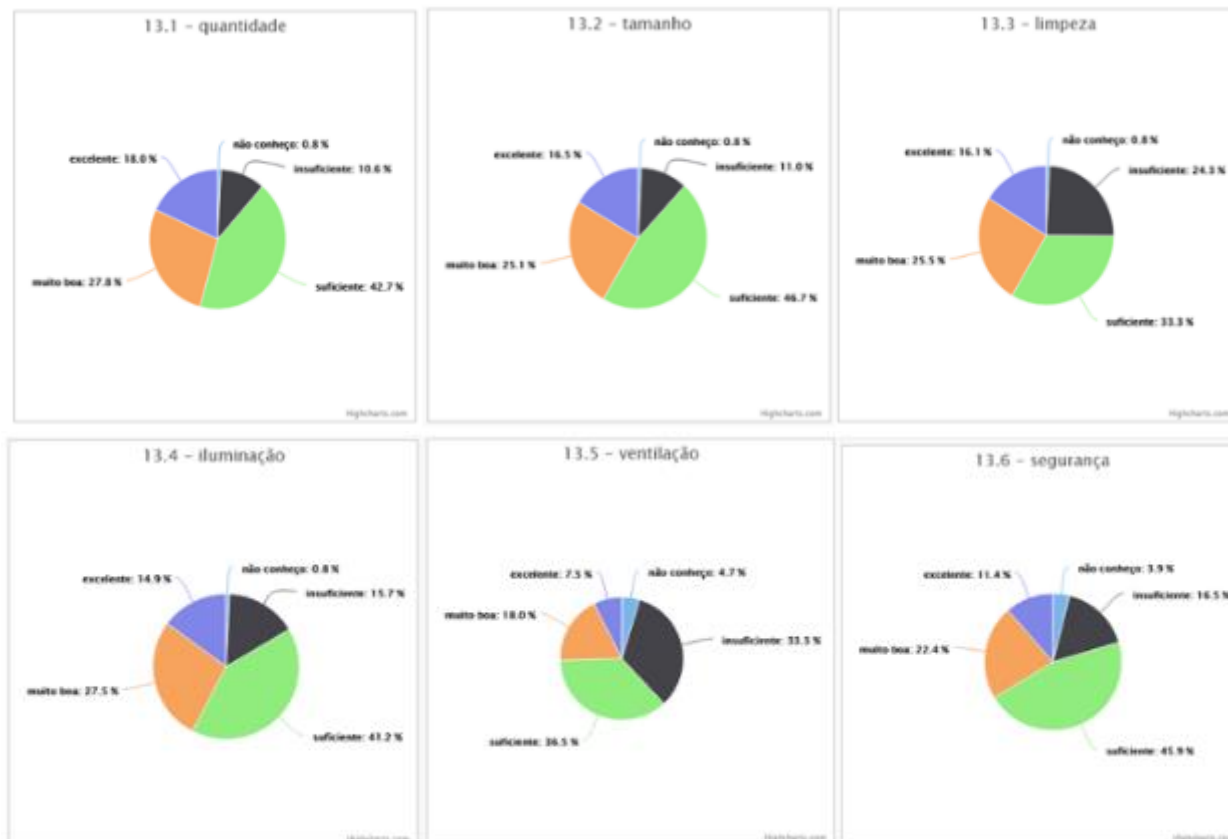 13.1 - quantidade
não conheço: 0.8 %
excelente: 18.0 %
insuficiente: 10.6 %
muito boa: 27.8 %
suficiente: 42.7 %
Highcharts.com
13.2 - tamanho
não conheço: 0.8 %
excelente: 16.5 %
insuficiente: 11.0 %
muito boa: 25.1 %
suficiente: 46.7 %
Highcharts.com
13.3 - limpeza
não conheço: 0.8 %
excelente: 16.1 %
insuficiente: 24.3 %
muito boa: 25.5 %
suficiente: 33.3 %
Highcharts.com
13.4 - iluminação
não conheço: 0.8 %
excelente: 14.9 %
insuficiente: 15.7 %
muito boa: 27.5 %
suficiente: 41.2 %
Highcharts.com
13.5 - ventilação
excelente: 7.5 %
não conheço: 4.7 %
muito boa: 18.0 %
insuficiente: 33.3 %
suficiente: 36.5 %
Highcharts.com
13.6 - segurança
não conheço: 3.9 %
excelente: 11.4 %
insuficiente: 16.5 %
muito boa: 22.4 %
suficiente: 45.9 %
Highcharts.com